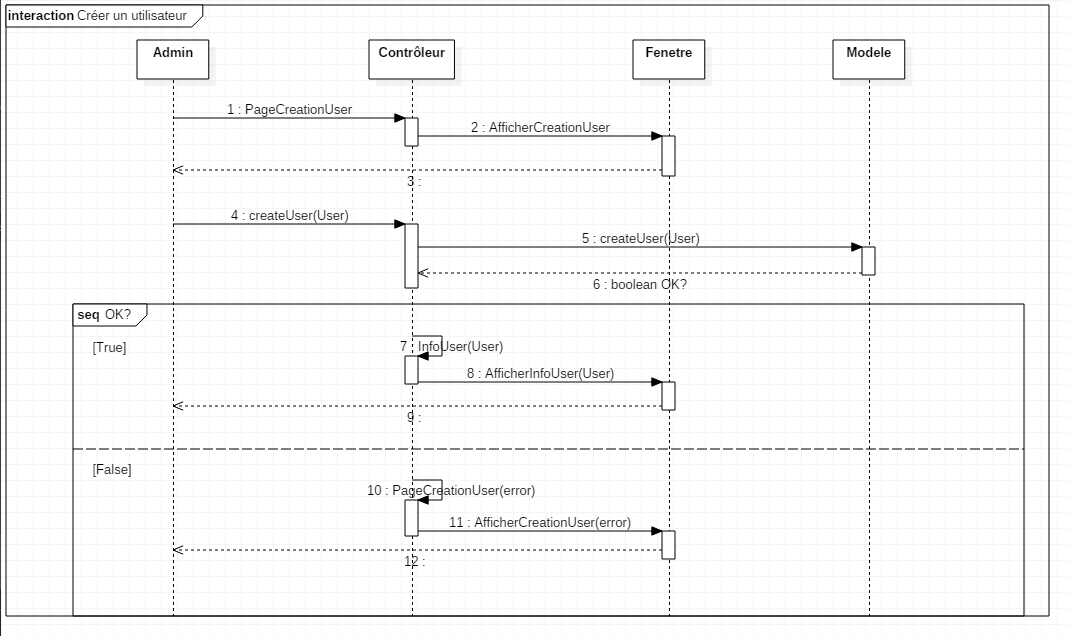 interaction Créer un utilisateur
Admin
Contrôleur
Fenetre
Modele
1 : PageCreationUser
2 : AfficherCreationUser
3 :
4 : createUser(User)
5 : createUser(User)
6 : boolean OK?
seq OK?
[True]
7 : InfoUser(User)
8 : AfficherInfoUser(User)
9 :
[False]
10 : PageCreationUser(error)
11 : AfficherCreationUser(error)
12 :